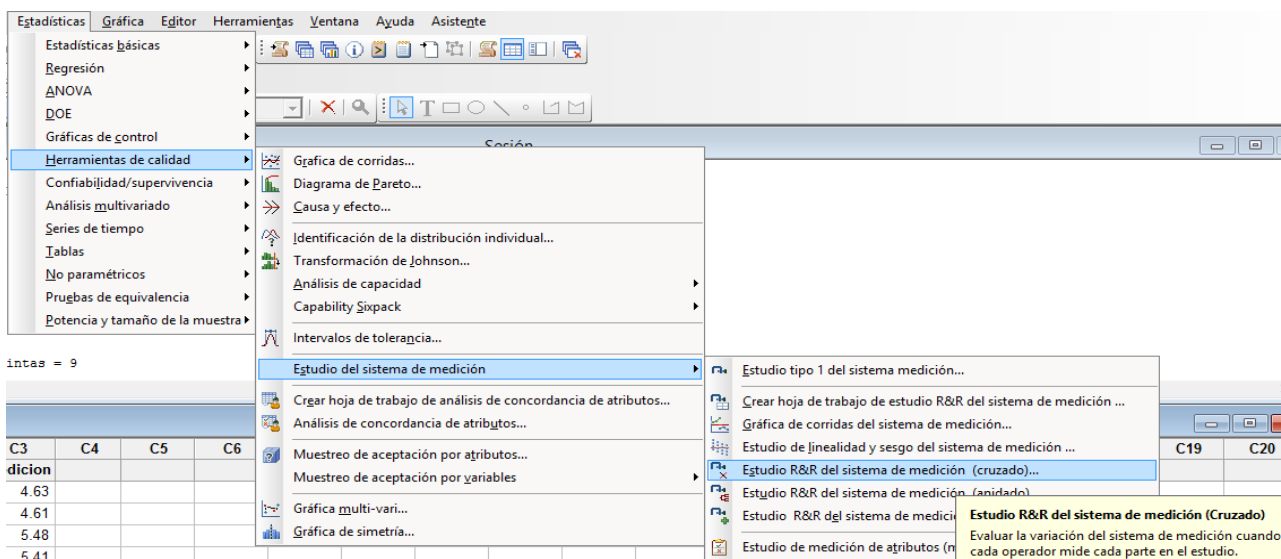 Estadísticas Gráfica Editor Herramientas Ventana Ayuda Asistente
Estadísticas básicas
Regresión
ANOVA
DOE
Gráficas de control
Herramientas de calidad
Confiabilidad/supervivencia
Análisis multivariado
Series de tiempo
Tablas
No paramétricos
Pruebas de equivalencia
Potencia y tamaño de la muestra
Sesión
Grafica de corridas...
Diagrama de Pareto...
Causa y efecto...
Identificación de la distribución individual...
Transformación de Johnson...
Análisis de capacidad
Capability Sixpack
Intervalos de tolerancia...
Estudio del sistema de medición
Crear hoja de trabajo de análisis de concordancia de atributos...
Análisis de concordancia de atributos...
Muestreo de aceptación por atributos...
Muestreo de aceptación por variables
Gráfica multi-vari...
Gráfica de simetría...
Estudio tipo 1 del sistema medición...
Crear hoja de trabajo de estudio R&R del sistema de medición ...
Gráfica de corridas del sistema de medición...
Estudio de linealidad y sesgo del sistema de medición ...
Estudio R&R del sistema de medición (cruzado)...
Estudio R&R del sistema de medición (anidado)
Estudio R&R del sistema de medici
Estudio de medición de atributos (m
Estudio R&R del sistema de medición (Cruzado)
Evaluar la variación del sistema de medición cuando
cada operador mide cada parte en el estudio.
intas = 9
C3 C4 C5 C6 C19 C20
dicion
4.63
4.61
5.48
5.41